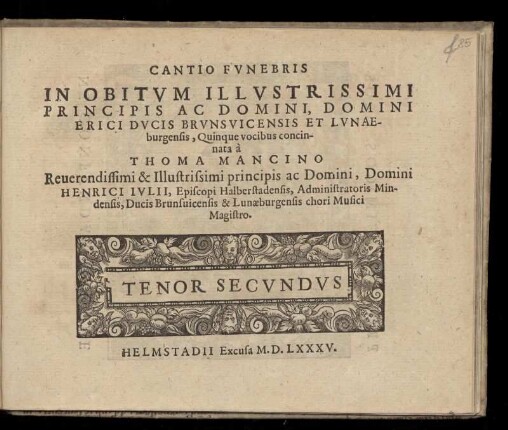 CANTIO FVNEBRIS
IN OBITVM ILLVSTRISSIMI
PRINCIPIS AC DOMINI, DOMINI
ERICI DVCIS BRVNSVICENSIS ET LVNAE-
burgensis, Quinque vocibus concin-
nata à
THOMA MANCINO
Reuerendissimi & Illustrissimi principis ac Domini, Domini
HENRICI IVLII, Episcopi Halberstadensis, Administratoris Min-
densis, Ducis Brunsuicensis & Lunæburgensis chori Musici
Magistro.
TENOR SECVNDVS
HELMSTADII Excusa M. D. LXXXV.